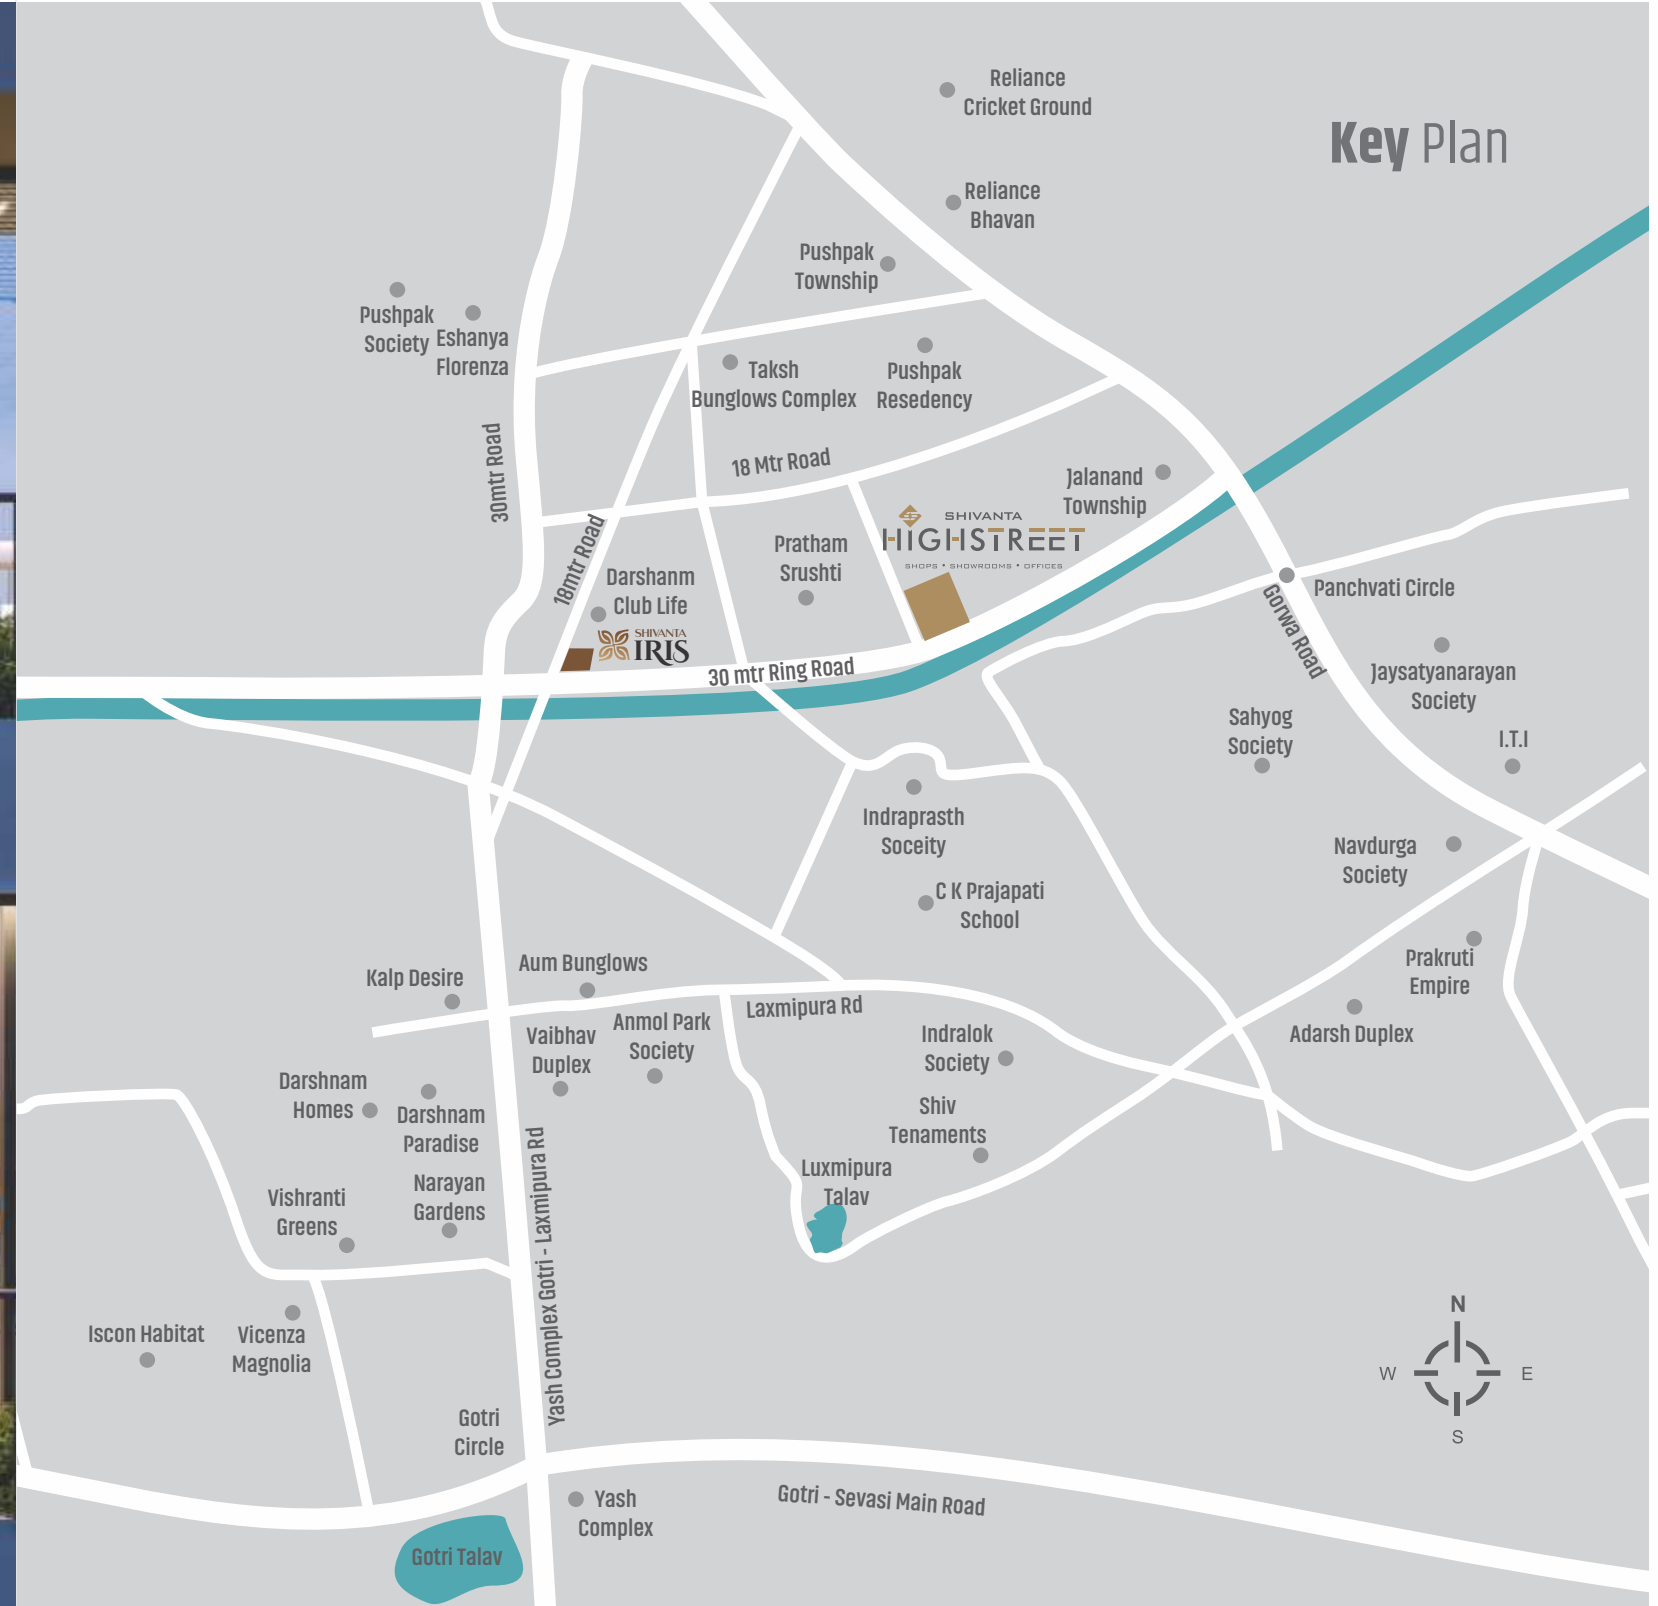 Reliance
Cricket Ground
Key Plan
Reliance
Bhavan
Pushpak
Township
Pushpak
Society
Eshanya
Florenza
Taksh
Bunglows Complex
Pushpak
Resedency
30mtr Road
18 Mtr Road
Jalanand
Township
SHIVANTA
HIGHSTREET
SHOPS • SHOWROOMS • OFFICES
18mtr Road
Pratham
Srushti
Darshanm
Club Life
SHIVANTA
IRIS
30 mtr Ring Road
Panchvati Circle
Gorwa Road
Jaysatyanarayan
Society
Sahyog
Society
I.T.I
Indraprasth
Soceity
Navdurga
Society
C K Prajapati
School
Prakruti
Empire
Kalp Desire
Aum Bunglows
Laxmipura Rd
Adarsh Duplex
Vaibhav
Duplex
Anmol Park
Society
Indralok
Society
Darshnam
Homes
Darshnam
Paradise
Shiv
Tenaments
Luxmipura
Talav
Vishranti
Greens
Narayan
Gardens
Yash Complex Gotri - Laxmipura Rd
Iscon Habitat
Vicenza
Magnolia
N
W
E
S
Gotri
Circle
Yash
Complex
Gotri - Sevasi Main Road
Gotri Talav